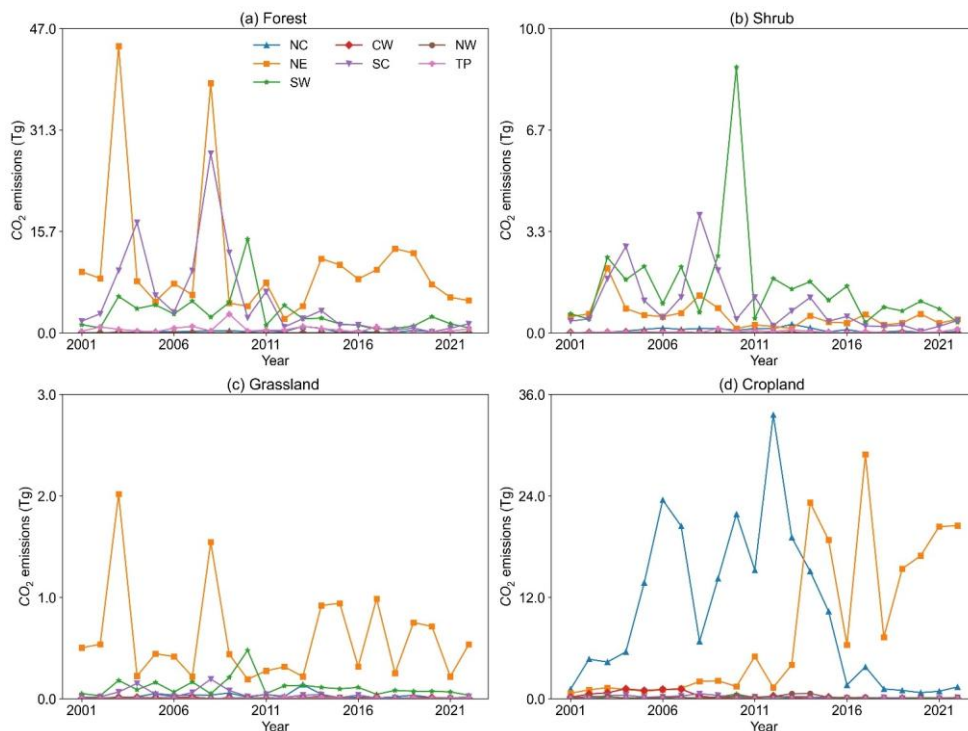 (a) Forest
47.0
31.3
15.7
0.0
CO2 emissions (Tg)
NC CW NW
NE SC TP
SW
2001 2006 2011 2016 2021
Year
(b) Shrub
10.0
6.7
3.3
0.0
CO2 emissions (Tg)
2001 2006 2011 2016 2021
Year
(c) Grassland
3.0
2.0
1.0
0.0
CO2 emissions (Tg)
2001 2006 2011 2016 2021
Year
(d) Cropland
36.0
24.0
12.0
0.0
CO2 emissions (Tg)
2001 2006 2011 2016 2021
Year